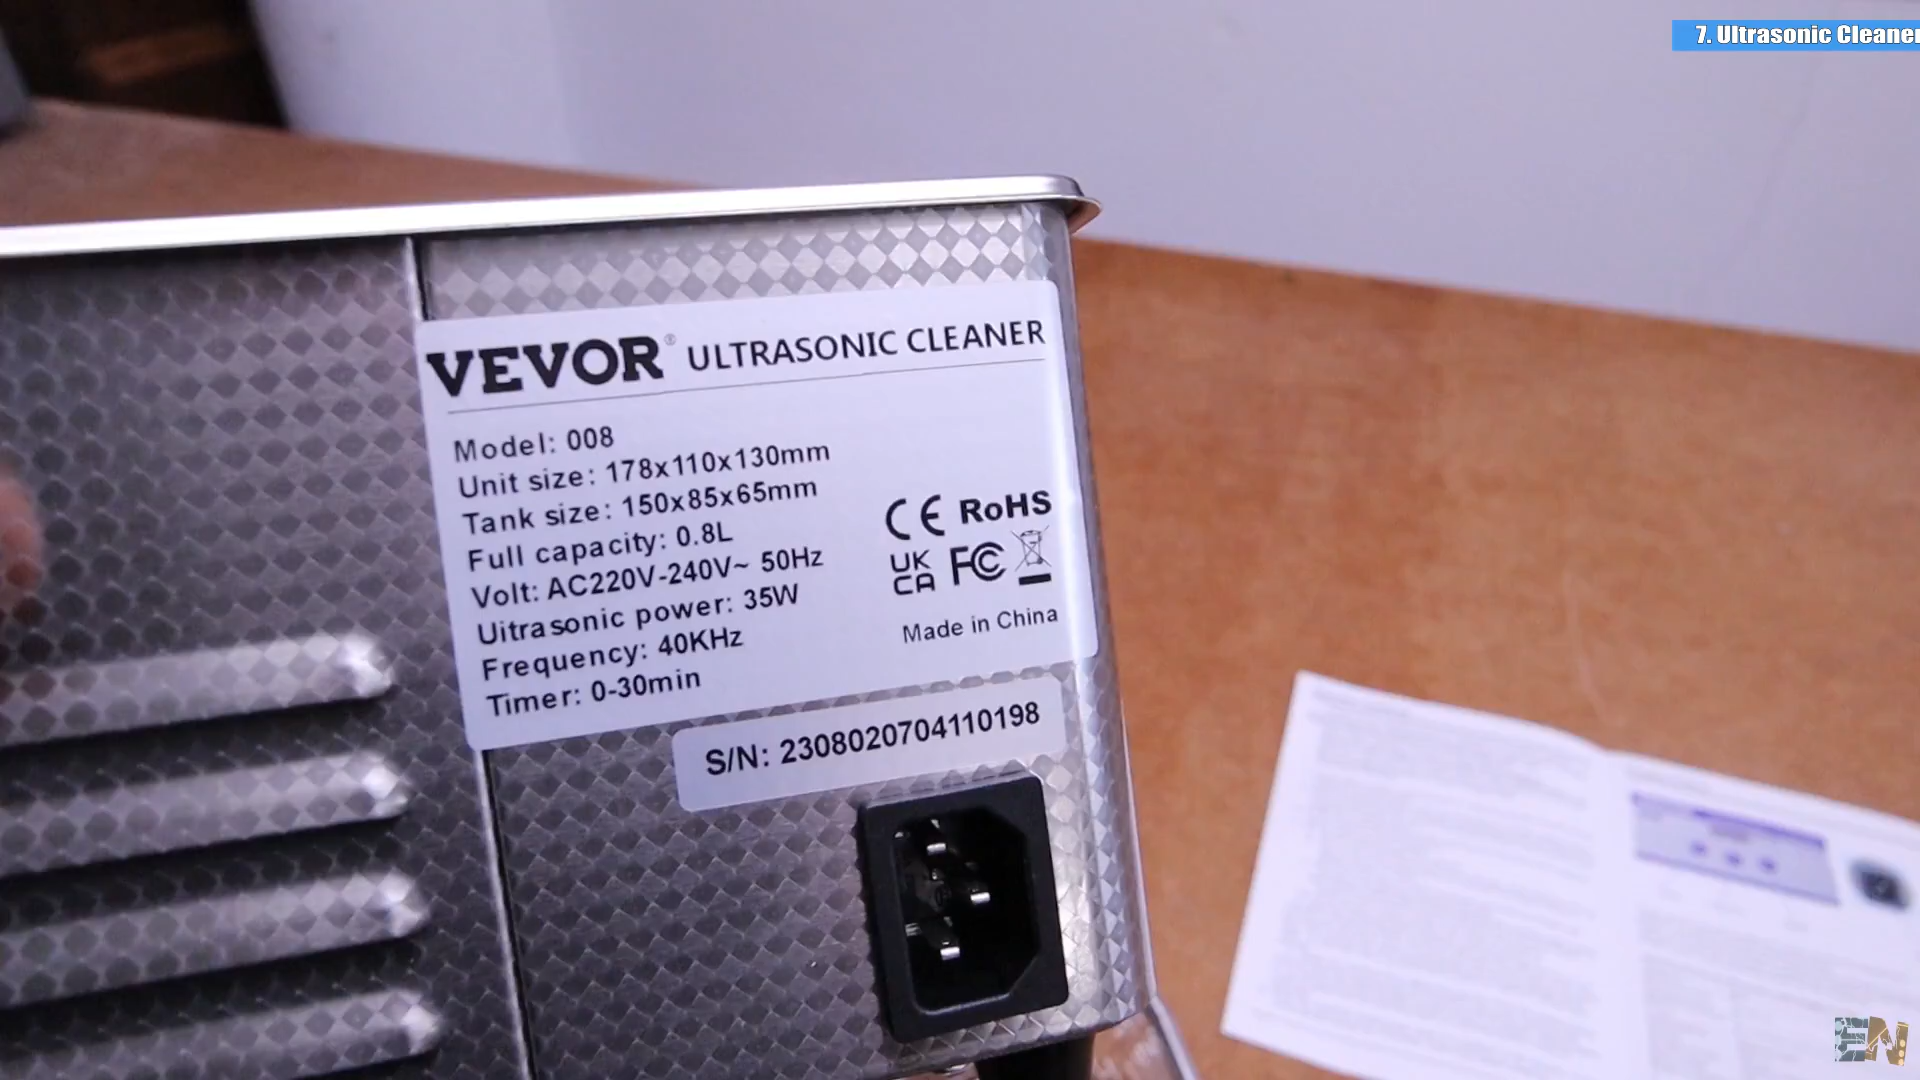 7. Ultrasonic Cleaner
VEVOR® ULTRASONIC CLEANER
Model: 008
Unit size: 178x110x130mm
Tank size: 150x85x65mm
Full capacity: 0.8L
Volt: AC220V-240V~ 50Hz
Uitrasonic power: 35W
Frequency: 40KHz
Timer: 0-30min
CE RoHS
UK
CA
FC
Made in China
S/N: 2308020704110198
EN